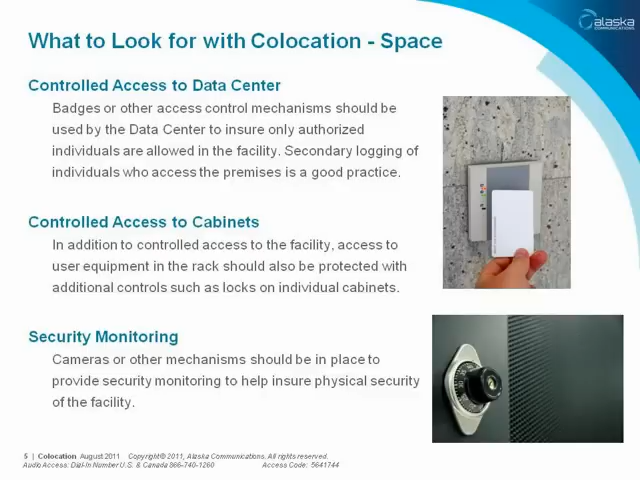 alaska
COMMUNICATIONS
What to Look for with Colocation - Space
Controlled Access to Data Center
Badges or other access control mechanisms should be
used by the Data Center to insure only authorized
individuals are allowed in the facility. Secondary logging of
individuals who access the premises is a good practice.
Controlled Access to Cabinets
In addition to controlled access to the facility, access to
user equipment in the rack should also be protected with
additional controls such as locks on individual cabinets.
Security Monitoring
Cameras or other mechanisms should be in place to
provide security monitoring to help insure physical security
of the facility.
5 | Colocation August 2011 Copyright © 2011, Alaska Communications. All rights reserved.
Audio Access: Dial-In Number U.S. & Canada 866-740-1260 Access Code: 5641744